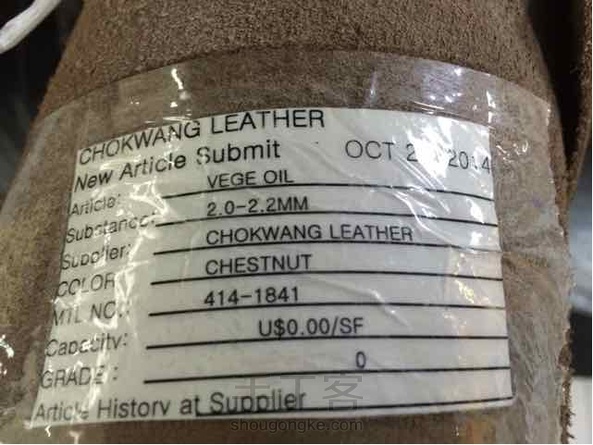 CHOKWANG LEATHER
New Article Submit OCT 2014
Article: VEGE OIL
Substance: 2.0-2.2MM
Supplier: CHOKWANG LEATHER
COLOR CHESTNUT
MTL NO.: 414-1841
Capacity: U$0.00/SF
GRADE: 0
Article History at Supplier
手工客
shougongke.com